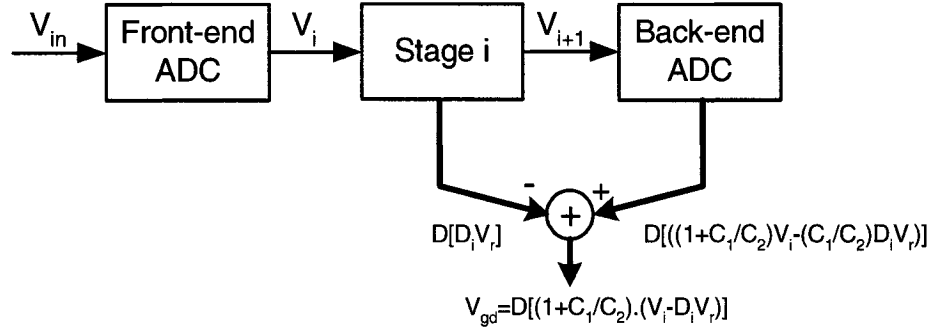 V_in
Front-end
ADC
V_i
Stage i
V_i+1
Back-end
ADC
-
+
+
D[D_iV_r]
D[((1+C_1/C_2)V_i-(C_1/C_2)D_iV_r)]
V_gd=D[(1+C_1/C_2).(V_i-D_iV_r)]